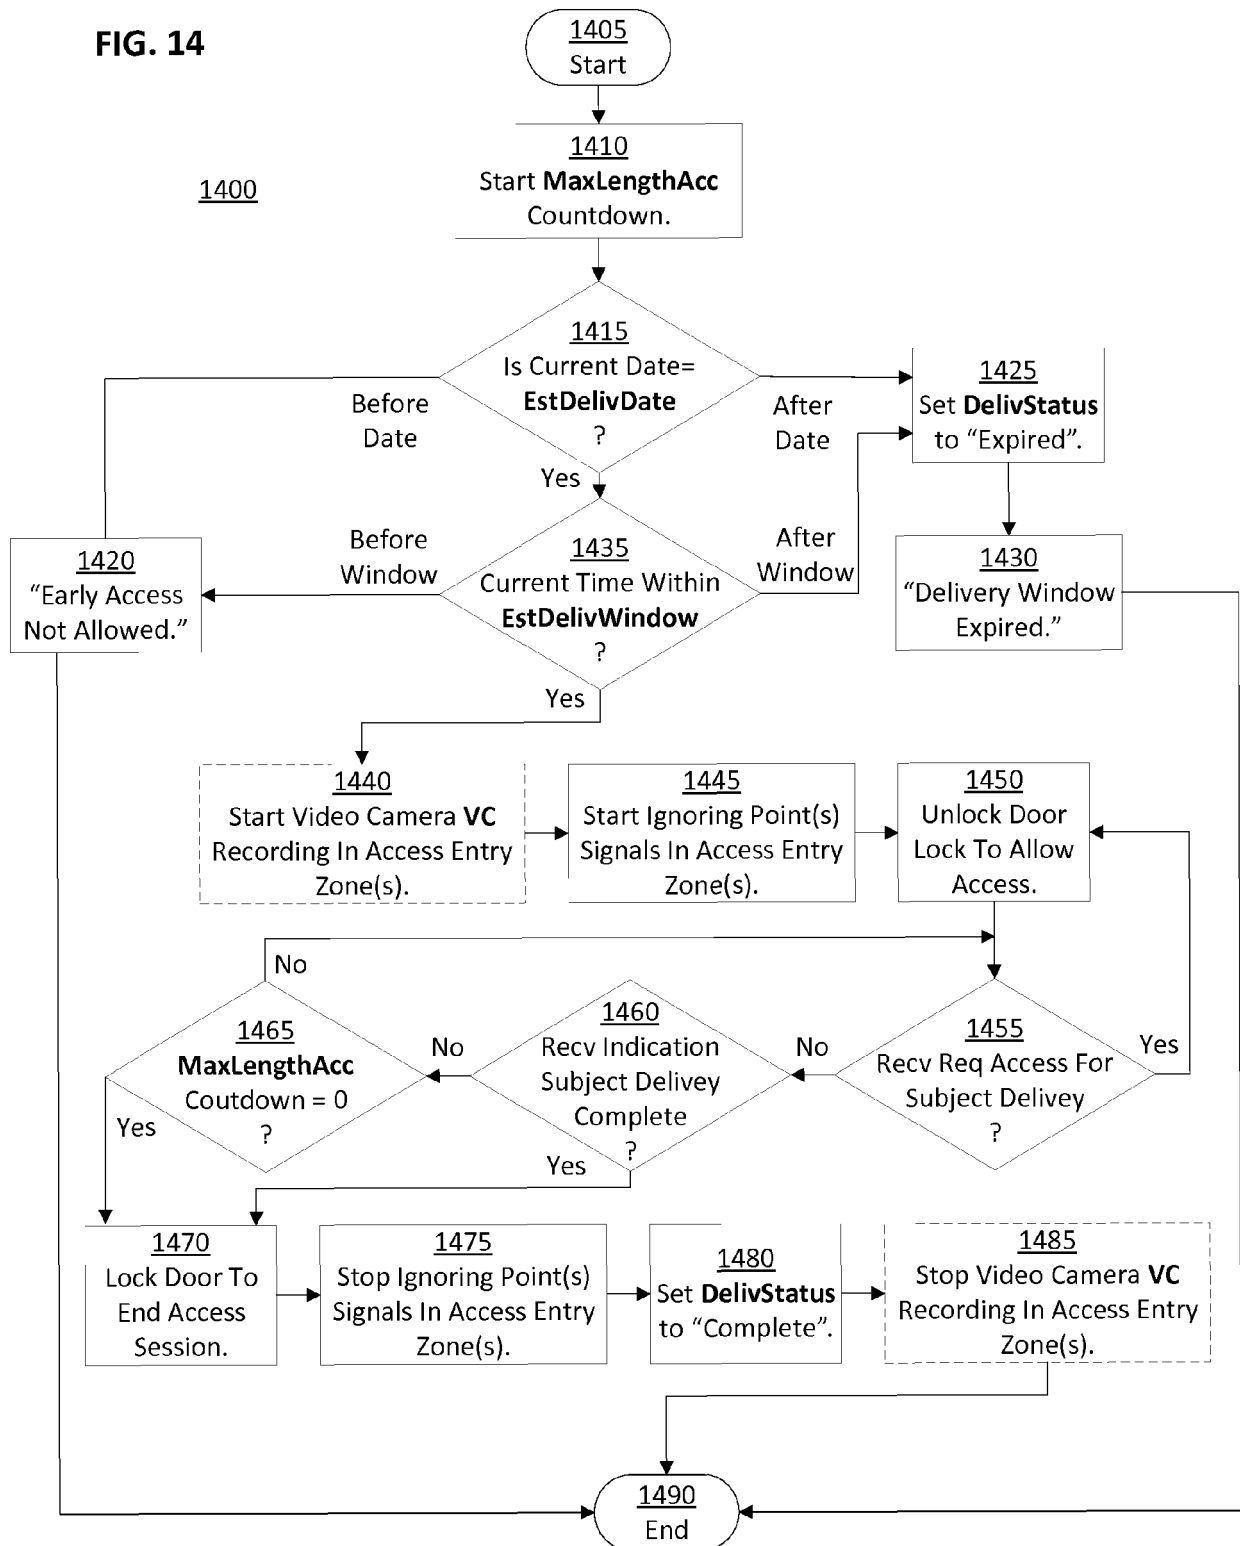 FIG. 14
1405
Start
1410
Start MaxLengthAcc
Countdown.
1400
1415
Is Current Date=
EstDelivDate
?
Before
Date
After
Date
Yes
1425
Set DelivStatus
to “Expired”.
1420
“Early Access
Not Allowed.”
Before
Window
1435
Current Time Within
EstDelivWindow
?
After
Window
Yes
1430
“Delivery Window
Expired.”
1440
Start Video Camera VC
Recording In Access Entry
Zone(s).
1445
Start Ignoring Point(s)
Signals In Access Entry
Zone(s).
1450
Unlock Door
Lock To Allow
Access.
No
1465
MaxLengthAcc
Coutdown = 0
?
Yes
No
1460
Recv Indication
Subject Delivey
Complete
?
Yes
No
1455
Recv Req Access For
Subject Delivey
?
Yes
1470
Lock Door To
End Access
Session.
1475
Stop Ignoring Point(s)
Signals In Access Entry
Zone(s).
1480
Set DelivStatus
to “Complete”.
1485
Stop Video Camera VC
Recording In Access Entry
Zone(s).
1490
End